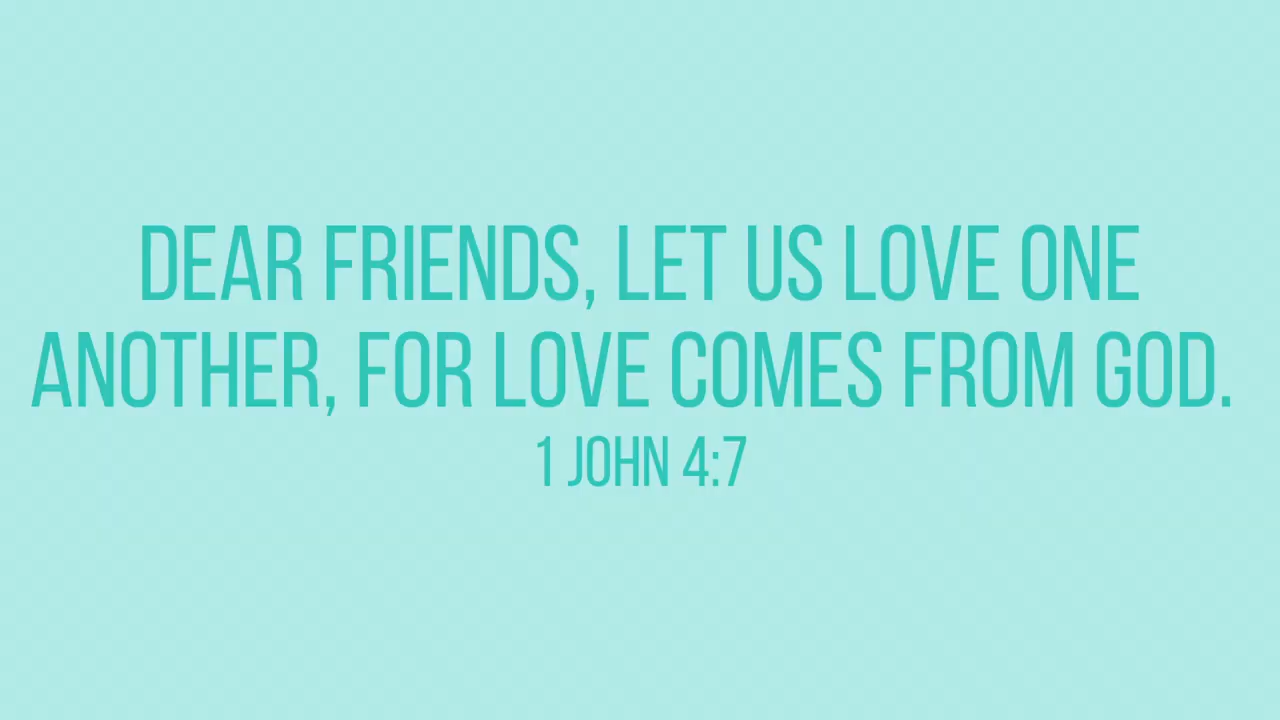 DEAR FRIENDS, LET US LOVE ONE
ANOTHER, FOR LOVE COMES FROM GOD.
1 JOHN 4:7